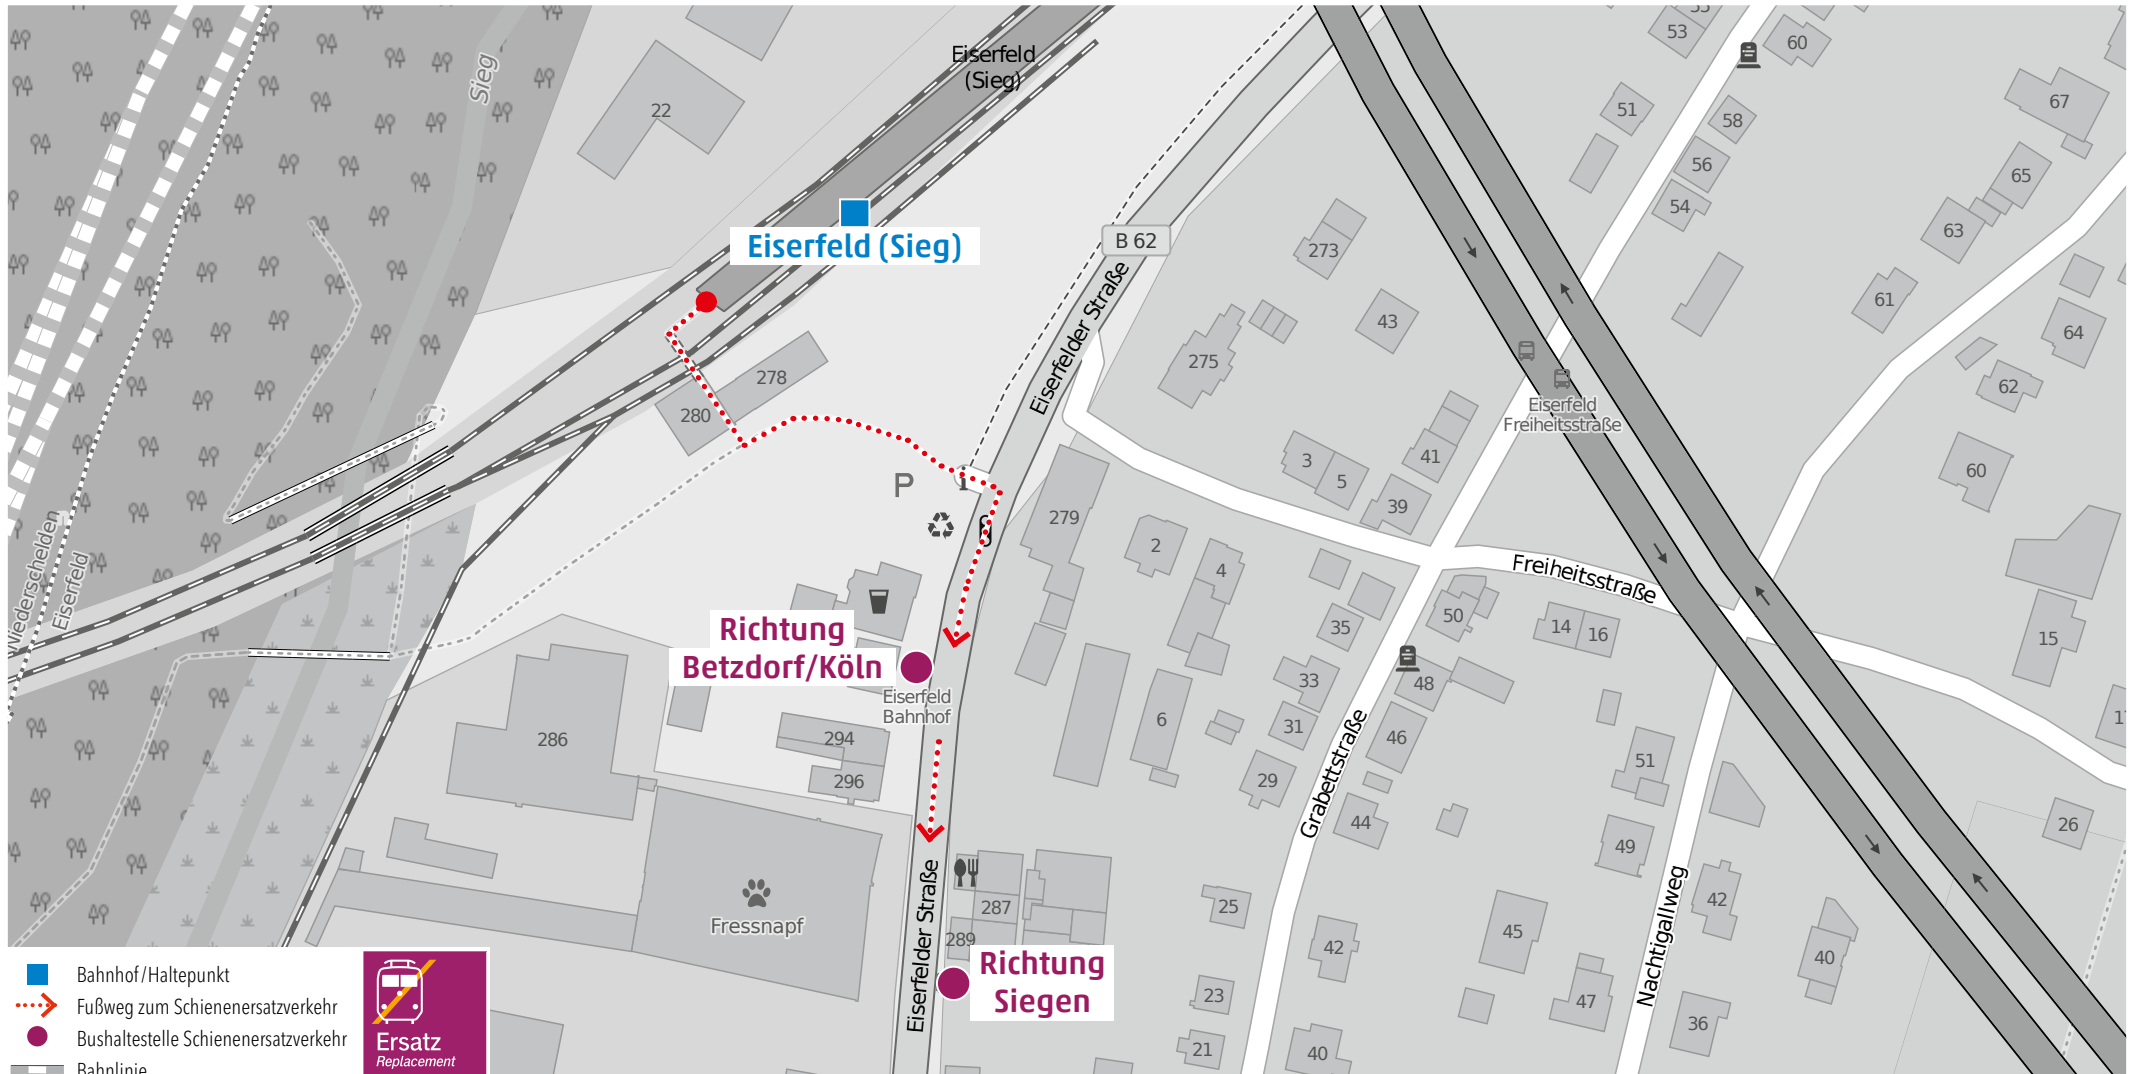 Eiserfeld
(Sieg)
Sieg
22
53
60
51
58
67
56
54
65
63
61
64
62
60
Eiserfeld (Sieg)
B 62
Eiserfelder Straße
273
43
275
278
280
Eiserfeld
Freiheitsstraße
3
5
41
39
P
i
279
2
4
Freiheitsstraße
Niederschelden
Eiserfeld
Richtung
Betzdorf/Köln
Eiserfeld
Bahnhof
35
50
14
16
15
33
48
31
46
6
29
44
51
49
26
286
294
296
Grabettstraße
Fressnapf
Eiserfelder Straße
287
289
25
42
45
42
40
Nachtigallweg
Richtung
Siegen
23
47
36
21
40
Bahnhof/Haltepunkt
Fußweg zum Schienenersatzverkehr
Bushaltestelle Schienenersatzverkehr
Bahnlinie
Ersatz
Replacement